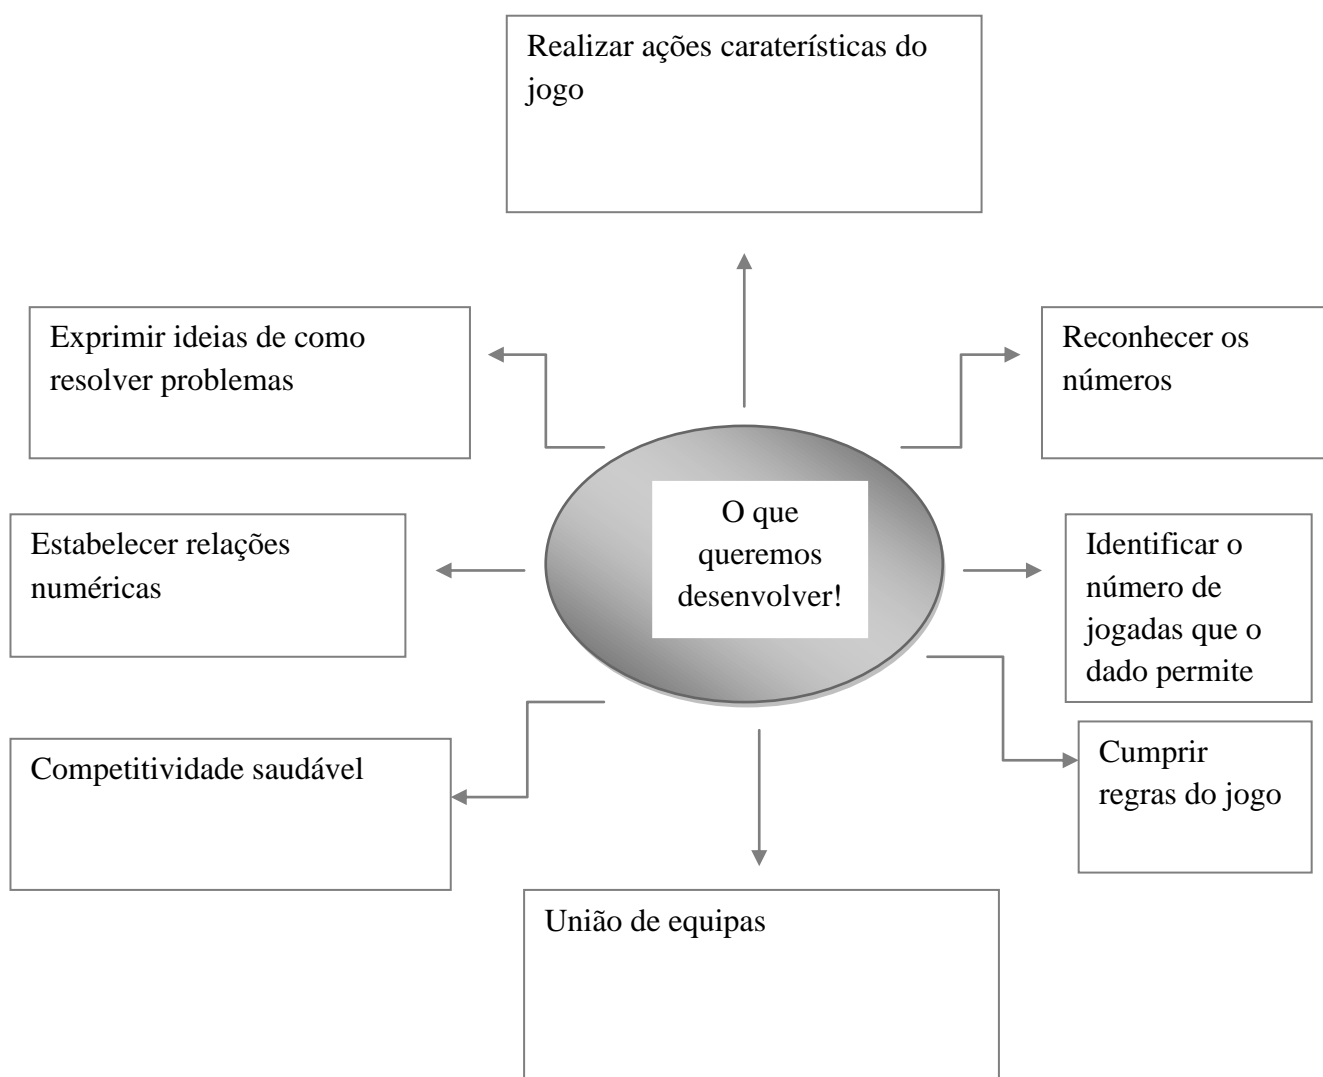 Realizar ações caraterísticas do
jogo
Exprimir ideias de como
resolver problemas
Reconhecer os
números
O que
queremos
desenvolver!
Estabelecer relações
numéricas
Identificar o
número de
jogadas que o
dado permite
Competitividade saudável
Cumprir
regras do jogo
União de equipas